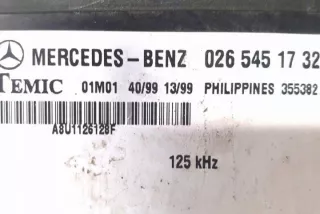 MERCEDES-BENZ 026 545 17 32
TEMIC 01M01 40/99 13/99 PHILIPPINES 355382
A8U1126128F
125 kHz